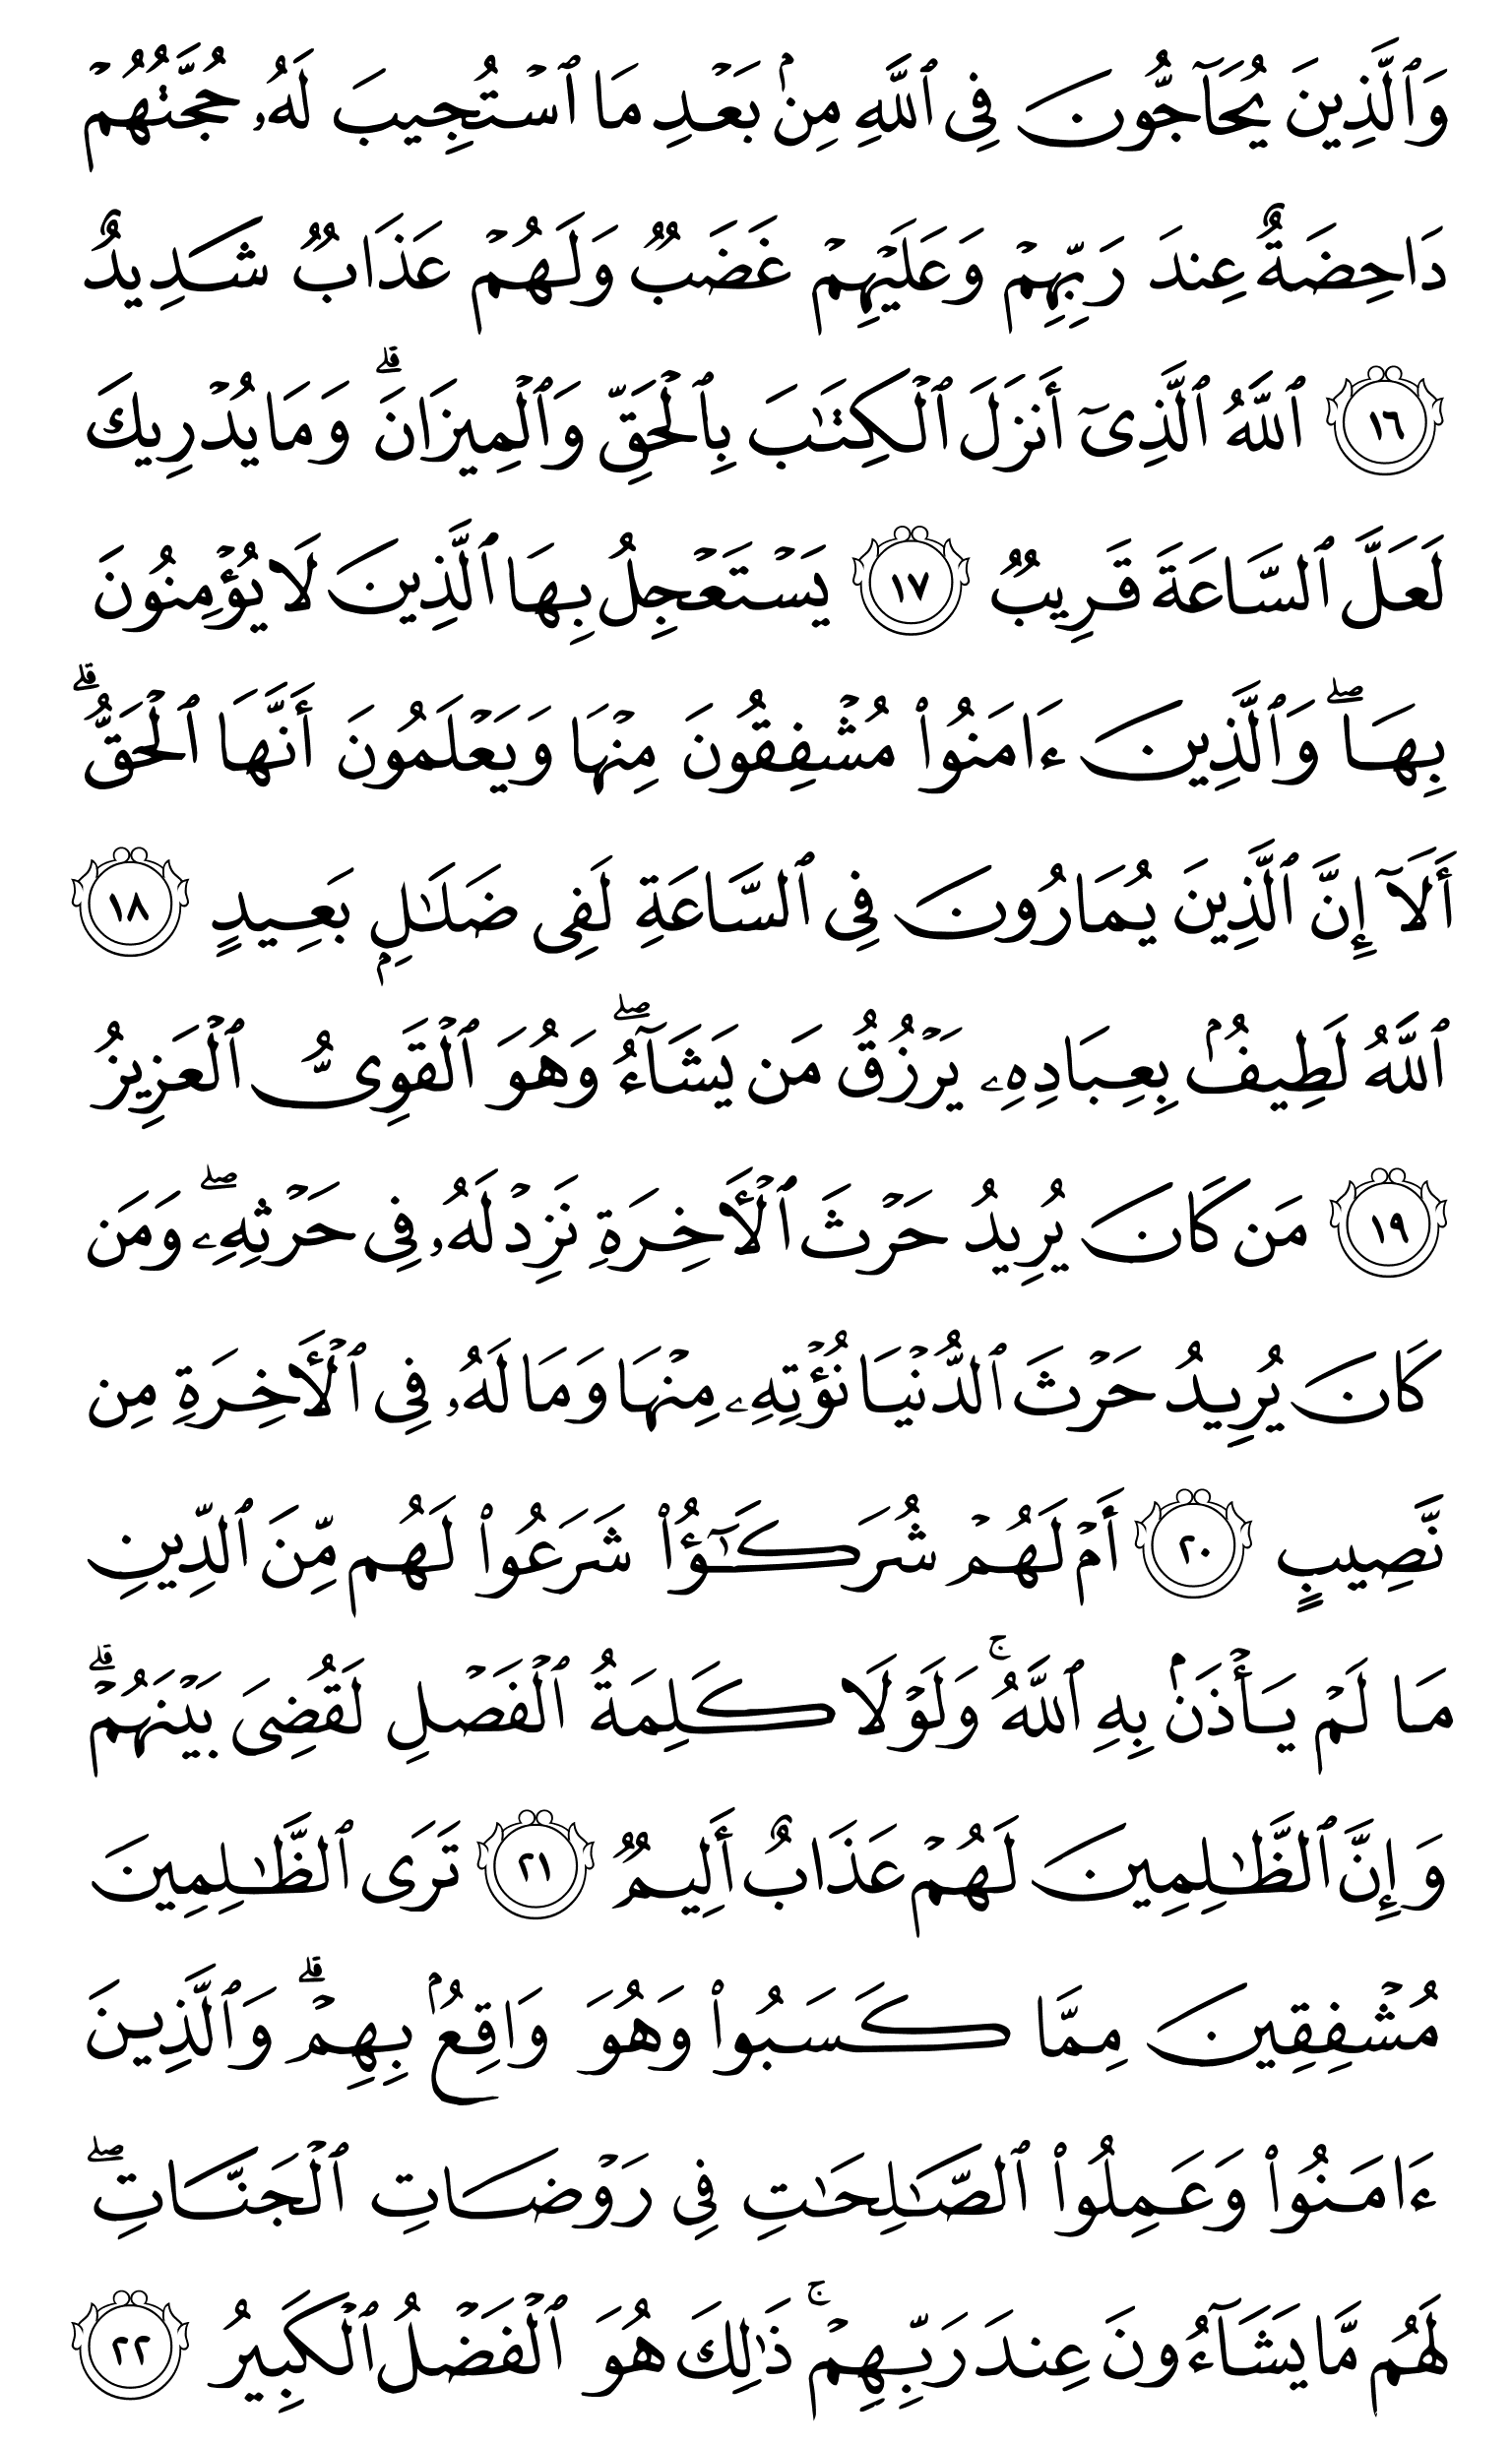 وَٱلَّذِينَ يُحَآجُّونَ فِى ٱللَّهِ مِنۢ بَعۡدِ مَا ٱسۡتُجِيبَ لَهُۥ حُجَّتُهُمۡ
دَاحِضَةٌ عِندَ رَبِّهِمۡ وَعَلَيۡهِمۡ غَضَبٌ وَلَهُمۡ عَذَابٌ شَدِيدٌ
١٦ ٱللَّهُ ٱلَّذِىٓ أَنزَلَ ٱلۡكِتَٰبَ بِٱلۡحَقِّ وَٱلۡمِيزَانَۗ وَمَا يُدۡرِيكَ
لَعَلَّ ٱلسَّاعَةَ قَرِيبٌ ١٧ يَسۡتَعۡجِلُ بِهَا ٱلَّذِينَ لَا يُؤۡمِنُونَ
بِهَاۖ وَٱلَّذِينَ ءَامَنُواْ مُشۡفِقُونَ مِنۡهَا وَيَعۡلَمُونَ أَنَّهَا ٱلۡحَقُّۗ
أَلَآ إِنَّ ٱلَّذِينَ يُمَارُونَ فِى ٱلسَّاعَةِ لَفِى ضَلَٰلِۭ بَعِيدٍ ١٨
ٱللَّهُ لَطِيفُۢ بِعِبَادِهِۦ يَرۡزُقُ مَن يَشَآءُۖ وَهُوَ ٱلۡقَوِىُّ ٱلۡعَزِيزُ
١٩ مَن كَانَ يُرِيدُ حَرۡثَ ٱلۡأَخِرَةِ نَزِدۡ لَهُۥ فِى حَرۡثِهِۦۖ وَمَن
كَانَ يُرِيدُ حَرۡثَ ٱلدُّنۡيَا نُؤۡتِهِۦ مِنۡهَا وَمَا لَهُۥ فِى ٱلۡأَخِرَةِ مِن
نَّصِيبٍ ٢٠ أَمۡ لَهُمۡ شُرَكَٰٓؤُاْ شَرَعُواْ لَهُم مِّنَ ٱلدِّينِ
مَا لَمۡ يَأۡذَنۢ بِهِ ٱللَّهُۚ وَلَوۡلَا كَلِمَةُ ٱلۡفَصۡلِ لَقُضِىَ بَيۡنَهُمۡۗ
وَإِنَّ ٱلظَّٰلِمِينَ لَهُمۡ عَذَابٌ أَلِيمٌ ٢١ تَرَى ٱلظَّٰلِمِينَ
مُشۡفِقِينَ مِمَّا كَسَبُواْ وَهُوَ وَاقِعُۢ بِهِمۡۗ وَٱلَّذِينَ
ءَامَنُواْ وَعَمِلُواْ ٱلصَّٰلِحَٰتِ فِى رَوۡضَاتِ ٱلۡجَنَّاتِۖ
لَهُم مَّا يَشَآءُونَ عِندَ رَبِّهِمۡۚ ذَٰلِكَ هُوَ ٱلۡفَضۡلُ ٱلۡكَبِيرُ ٢٢